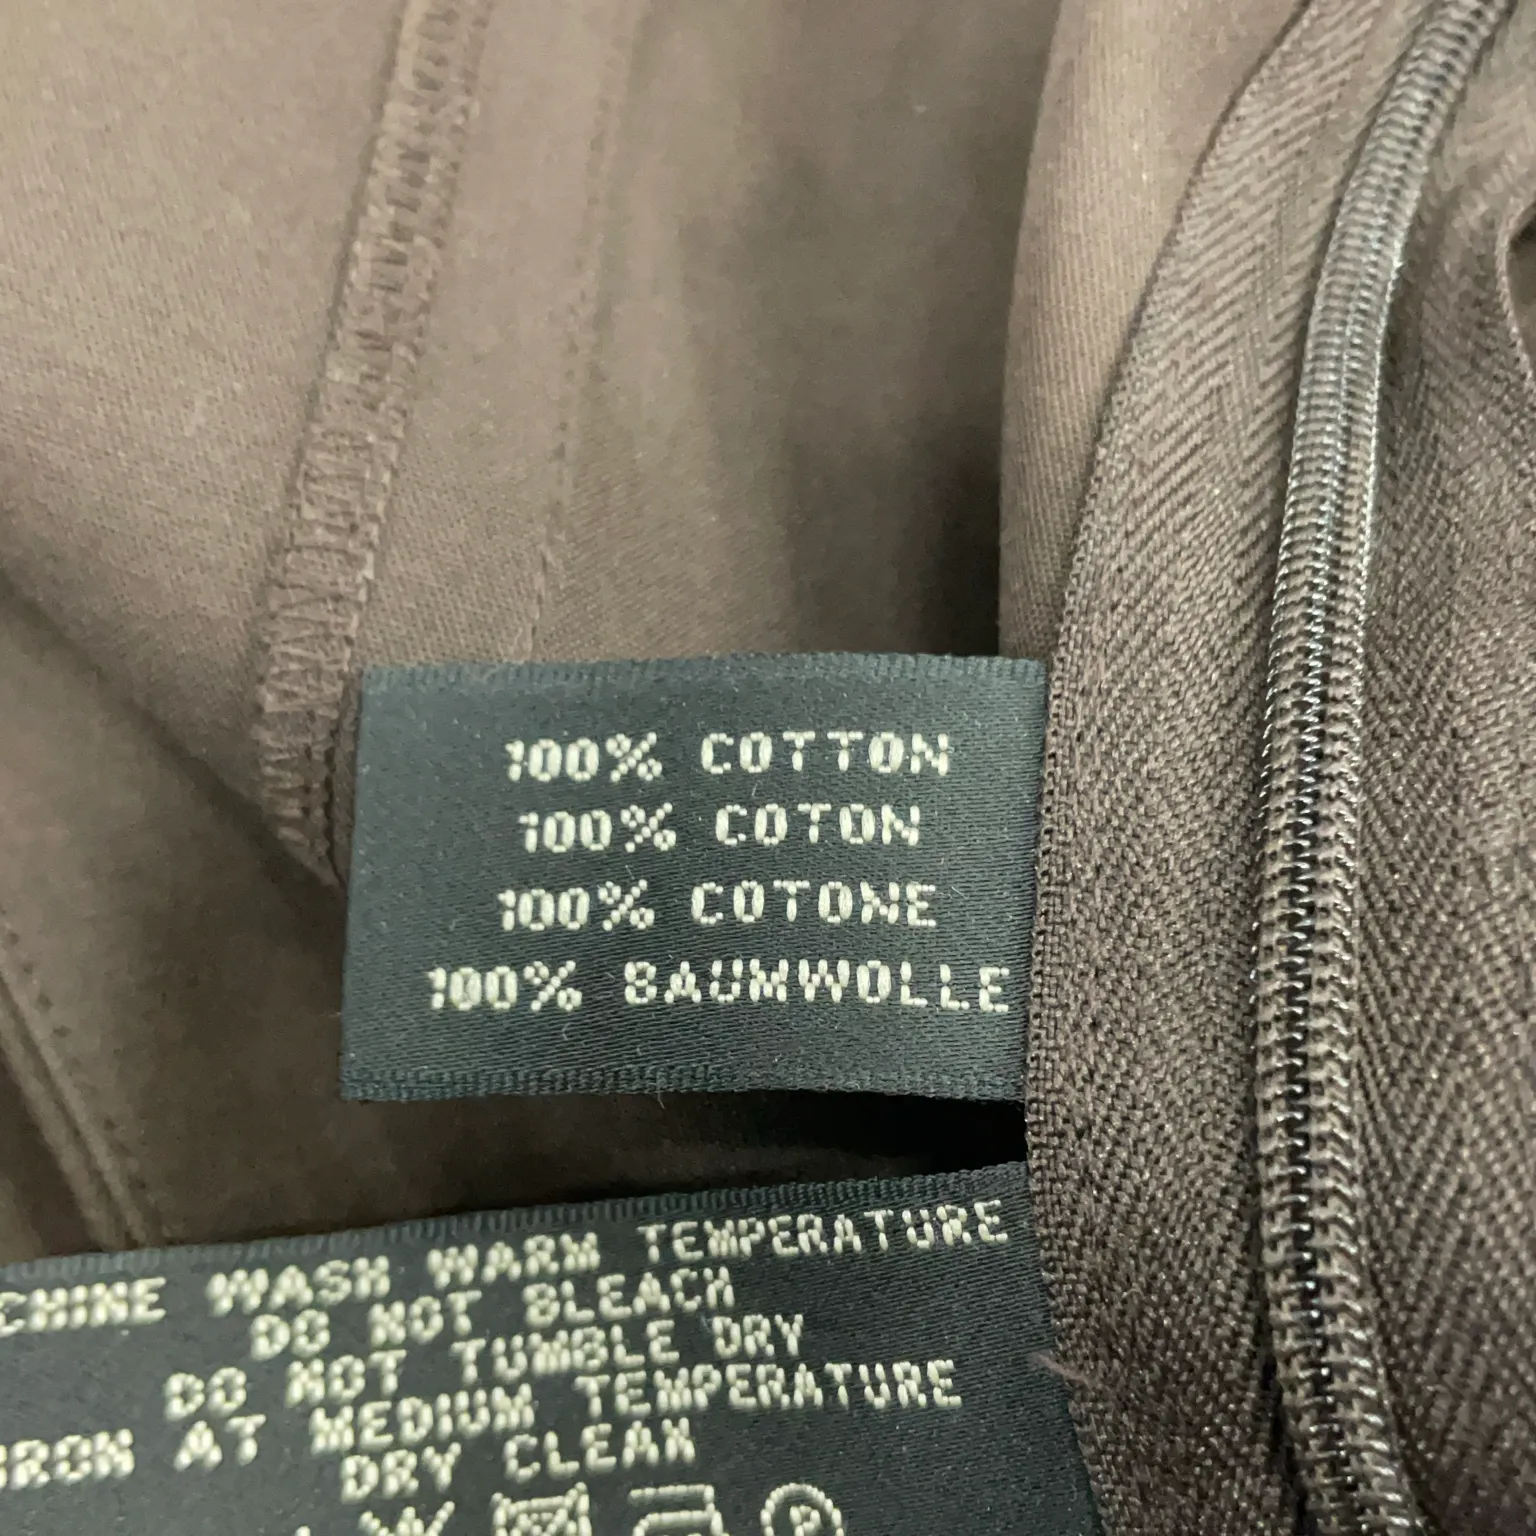 100% COTTON
100% COTON
100% COTONE
100% BAUMWOLLE
CHINE WASH WARM TEMPERATURE
DO NOT BLEACH
DO NOT TUMBLE DRY
IRON AT MEDIUM TEMPERATURE
DRY CLEAN
P